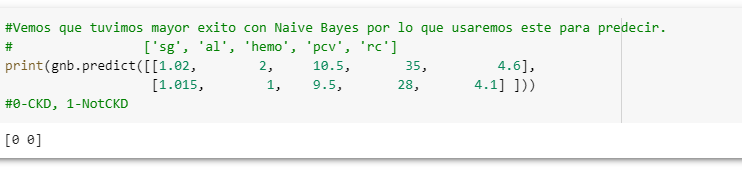 #Vemos que tuvimos mayor exito con Naive Bayes por lo que usaremos este para predecir.
# ['sg', 'al', 'hemo', 'pcv', 'rc']
print(gnb.predict([[1.02, 2, 10.5, 35, 4.6],
[1.015, 1, 9.5, 28, 4.1] ]))
#0-CKD, 1-NotCKD
[0 0]